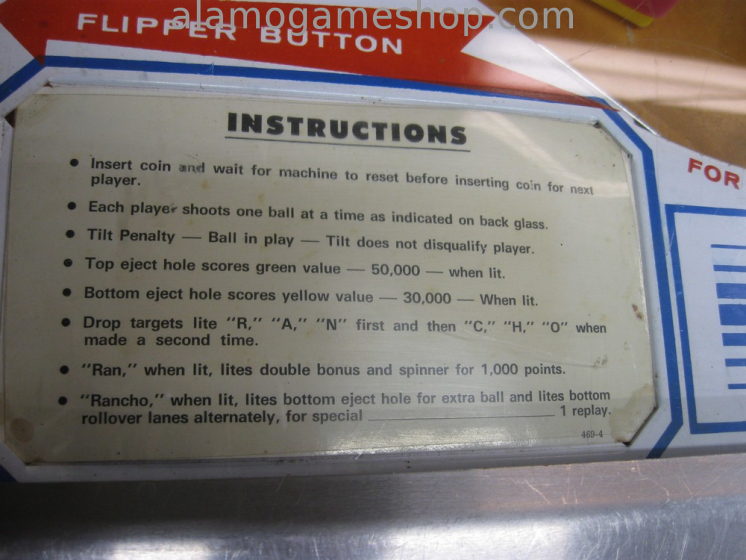 alamogameshop.com
FLIPPER BUTTON
FOR
INSTRUCTIONS
● Insert coin and wait for machine to reset before inserting coin for next
player.
● Each player shoots one ball at a time as indicated on back glass.
● Tilt Penalty — Ball in play — Tilt does not disqualify player.
● Top eject hole scores green value — 50,000 — when lit.
● Bottom eject hole scores yellow value — 30,000 — When lit.
● Drop targets lite "R," "A," "N" first and then "C," "H," "O" when
made a second time.
● "Ran," when lit, lites double bonus and spinner for 1,000 points.
● "Rancho," when lit, lites bottom eject hole for extra ball and lites bottom
rollover lanes alternately, for special ____________________ 1 replay.
469-4